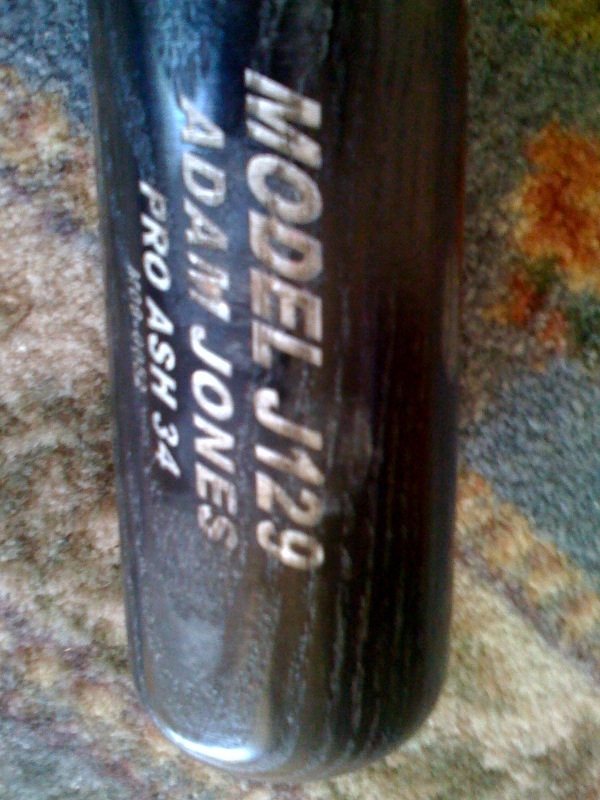 MODEL J129
ADAM JONES
PRO ASH 34